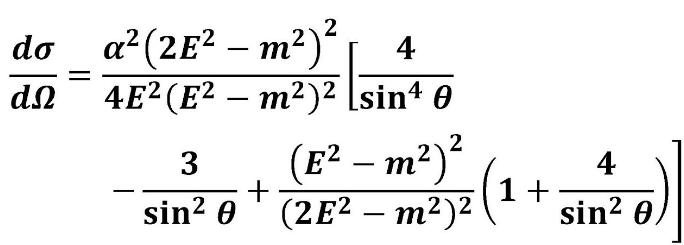 dσ/dΩ = α²(2E² − m²)² / 4E²(E² − m²)² [ 4 / sin⁴ θ
− 3 / sin² θ + (E² − m²)² / (2E² − m²)² (1 + 4 / sin² θ) ]